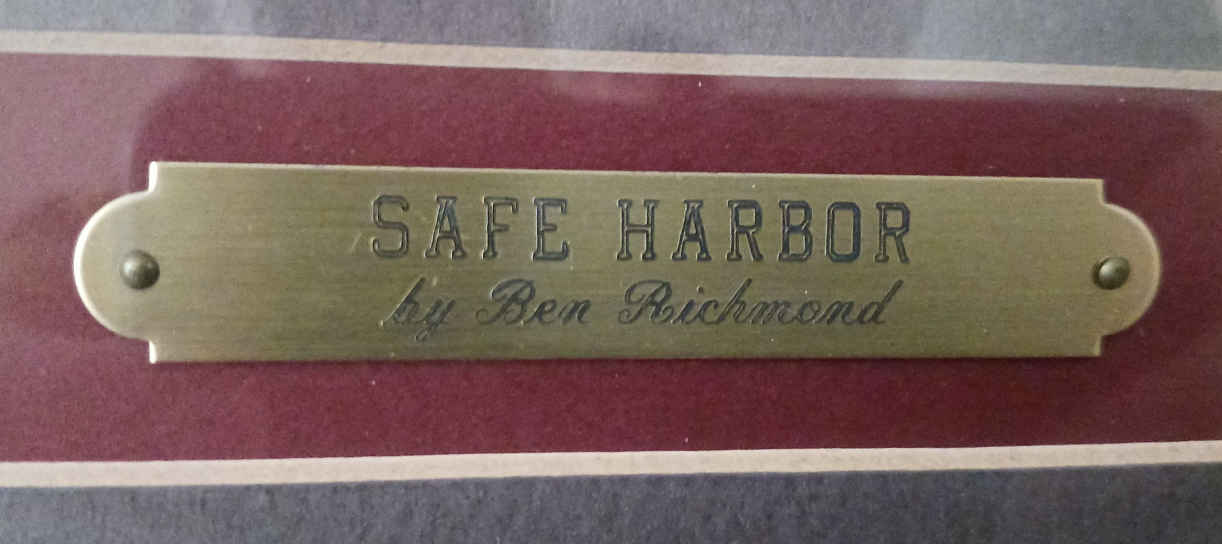 SAFE HARBOR
by Ben Richmond